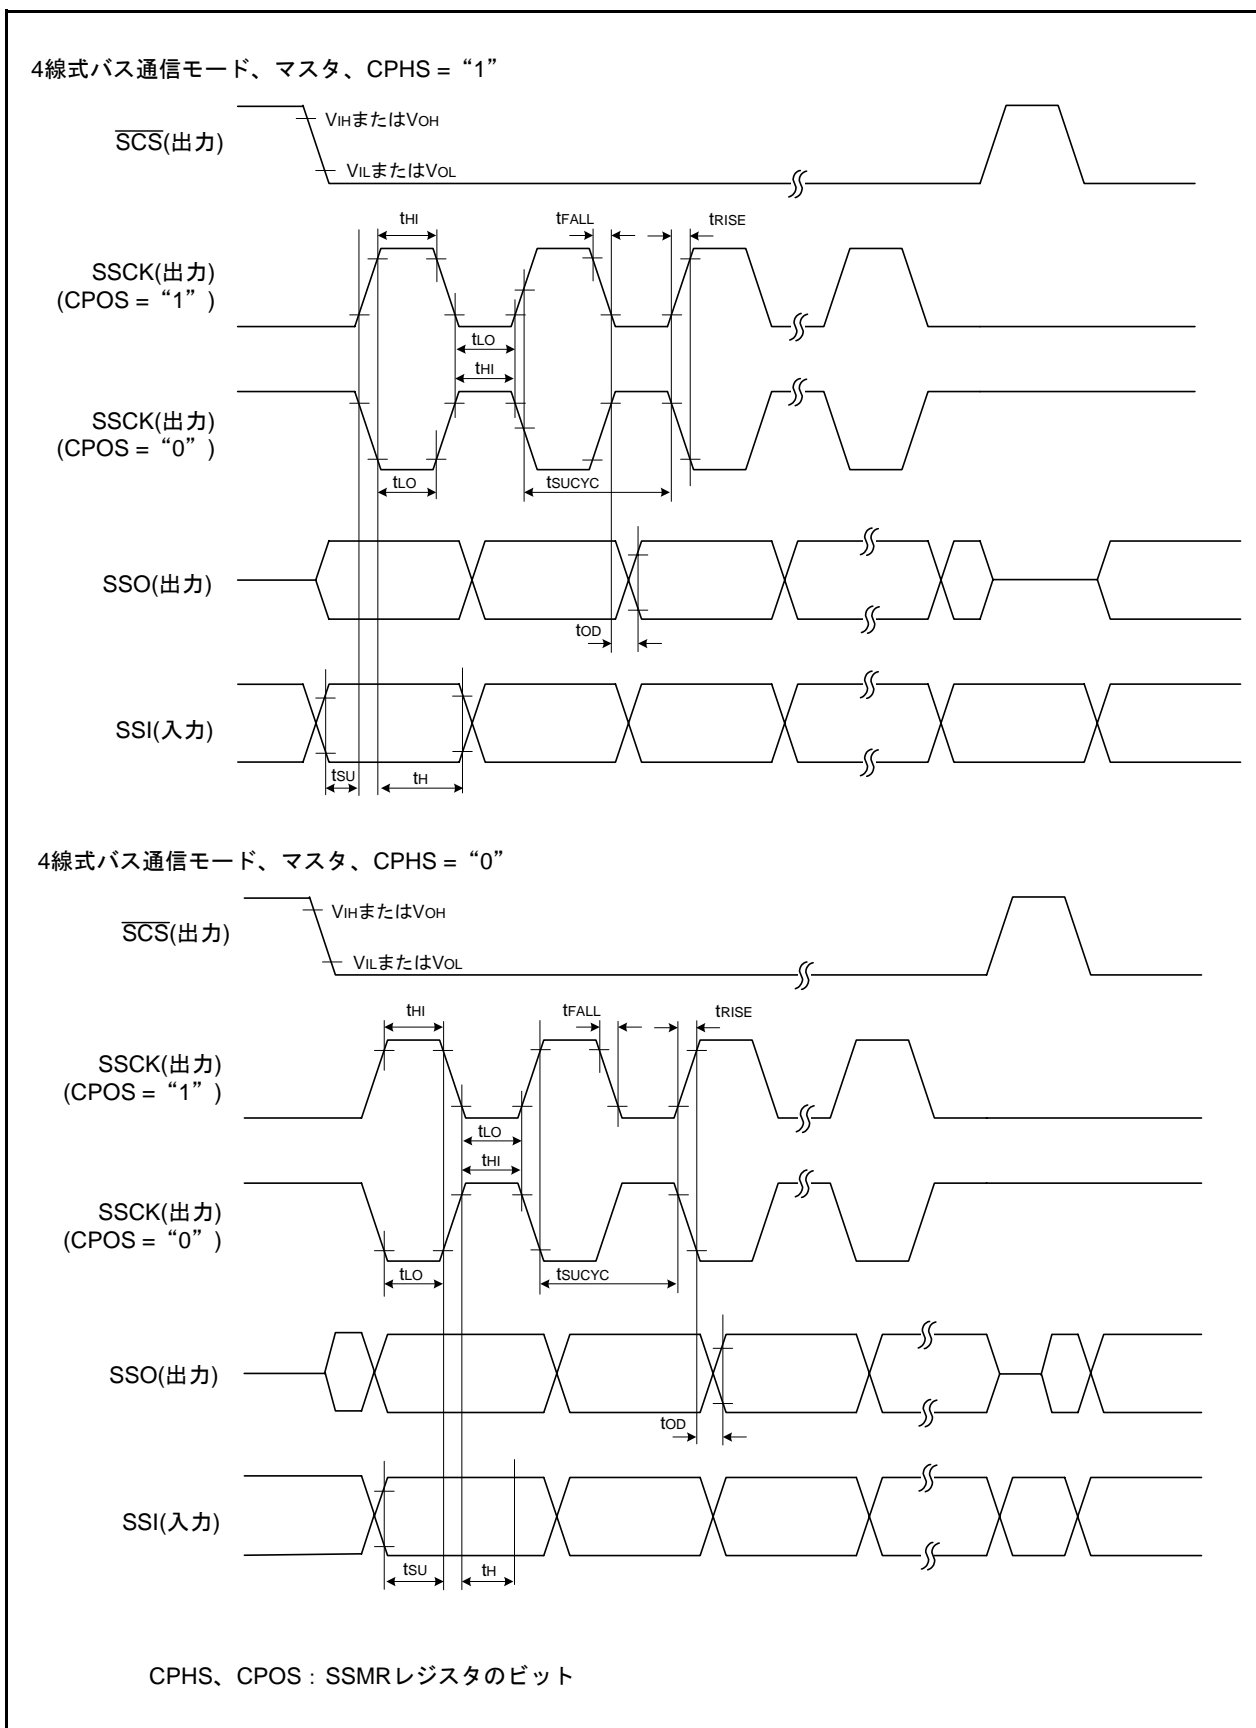 4線式バス通信モード、マスタ、CPHS = “1”
SCS(出力)
VIHまたはVOH
VILまたはVOL
tHI
tFALL
tRISE
SSCK(出力)
(CPOS = “1” )
tLO
tHI
SSCK(出力)
(CPOS = “0” )
tLO
tSUCYC
SSO(出力)
tOD
SSI(入力)
tSU
tH
4線式バス通信モード、マスタ、CPHS = “0”
SCS(出力)
VIHまたはVOH
VILまたはVOL
tHI
tFALL
tRISE
SSCK(出力)
(CPOS = “1” )
tLO
tHI
SSCK(出力)
(CPOS = “0” )
tLO
tSUCYC
SSO(出力)
tOD
SSI(入力)
tSU
tH
CPHS、CPOS : SSMRレジスタのビット